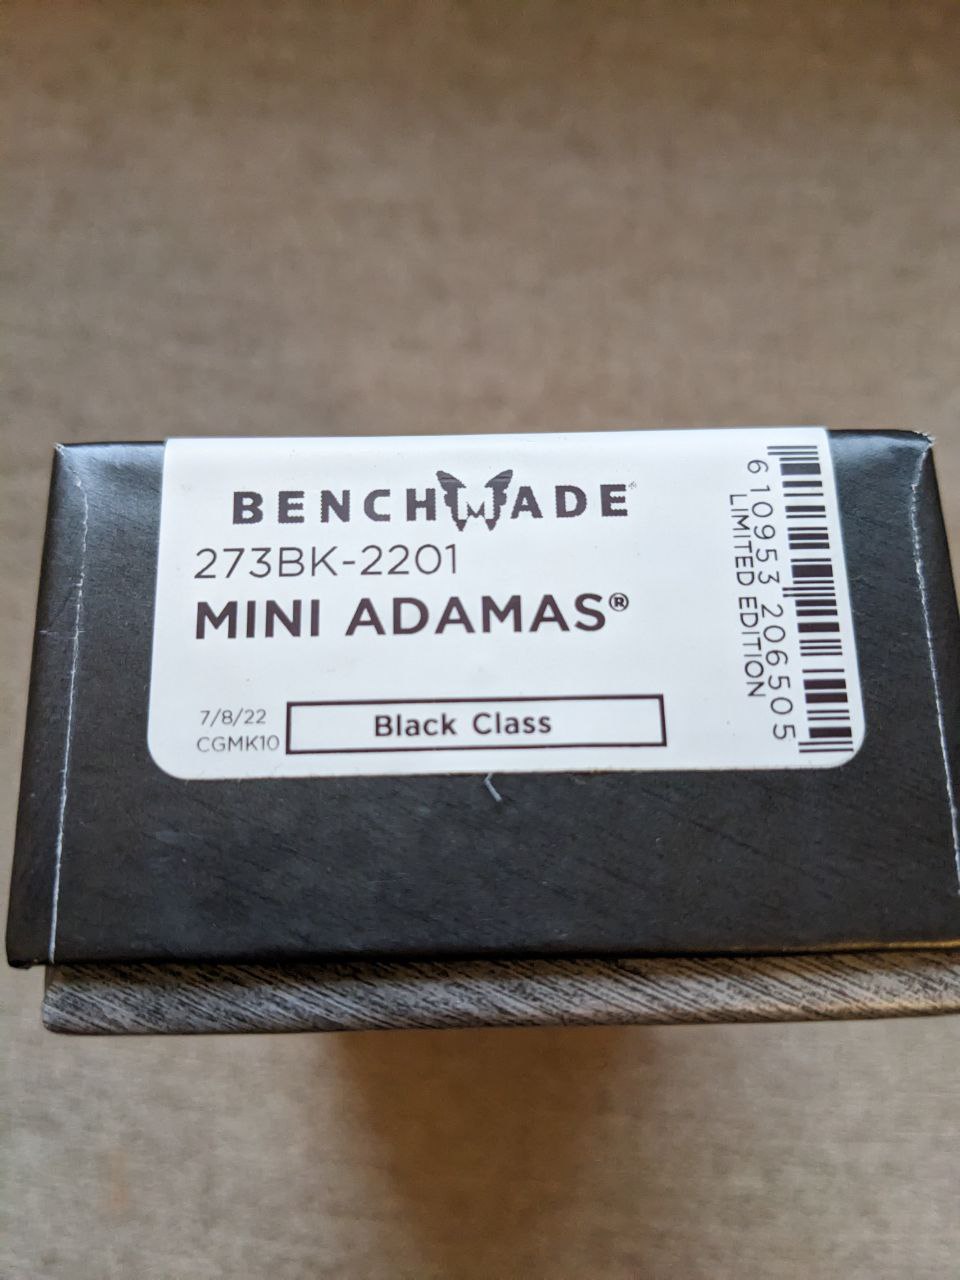 BENCHMADE®
273BK-2201
MINI ADAMAS®
7/8/22
CGMK10
Black Class
6 10953 20650 5
LIMITED EDITION